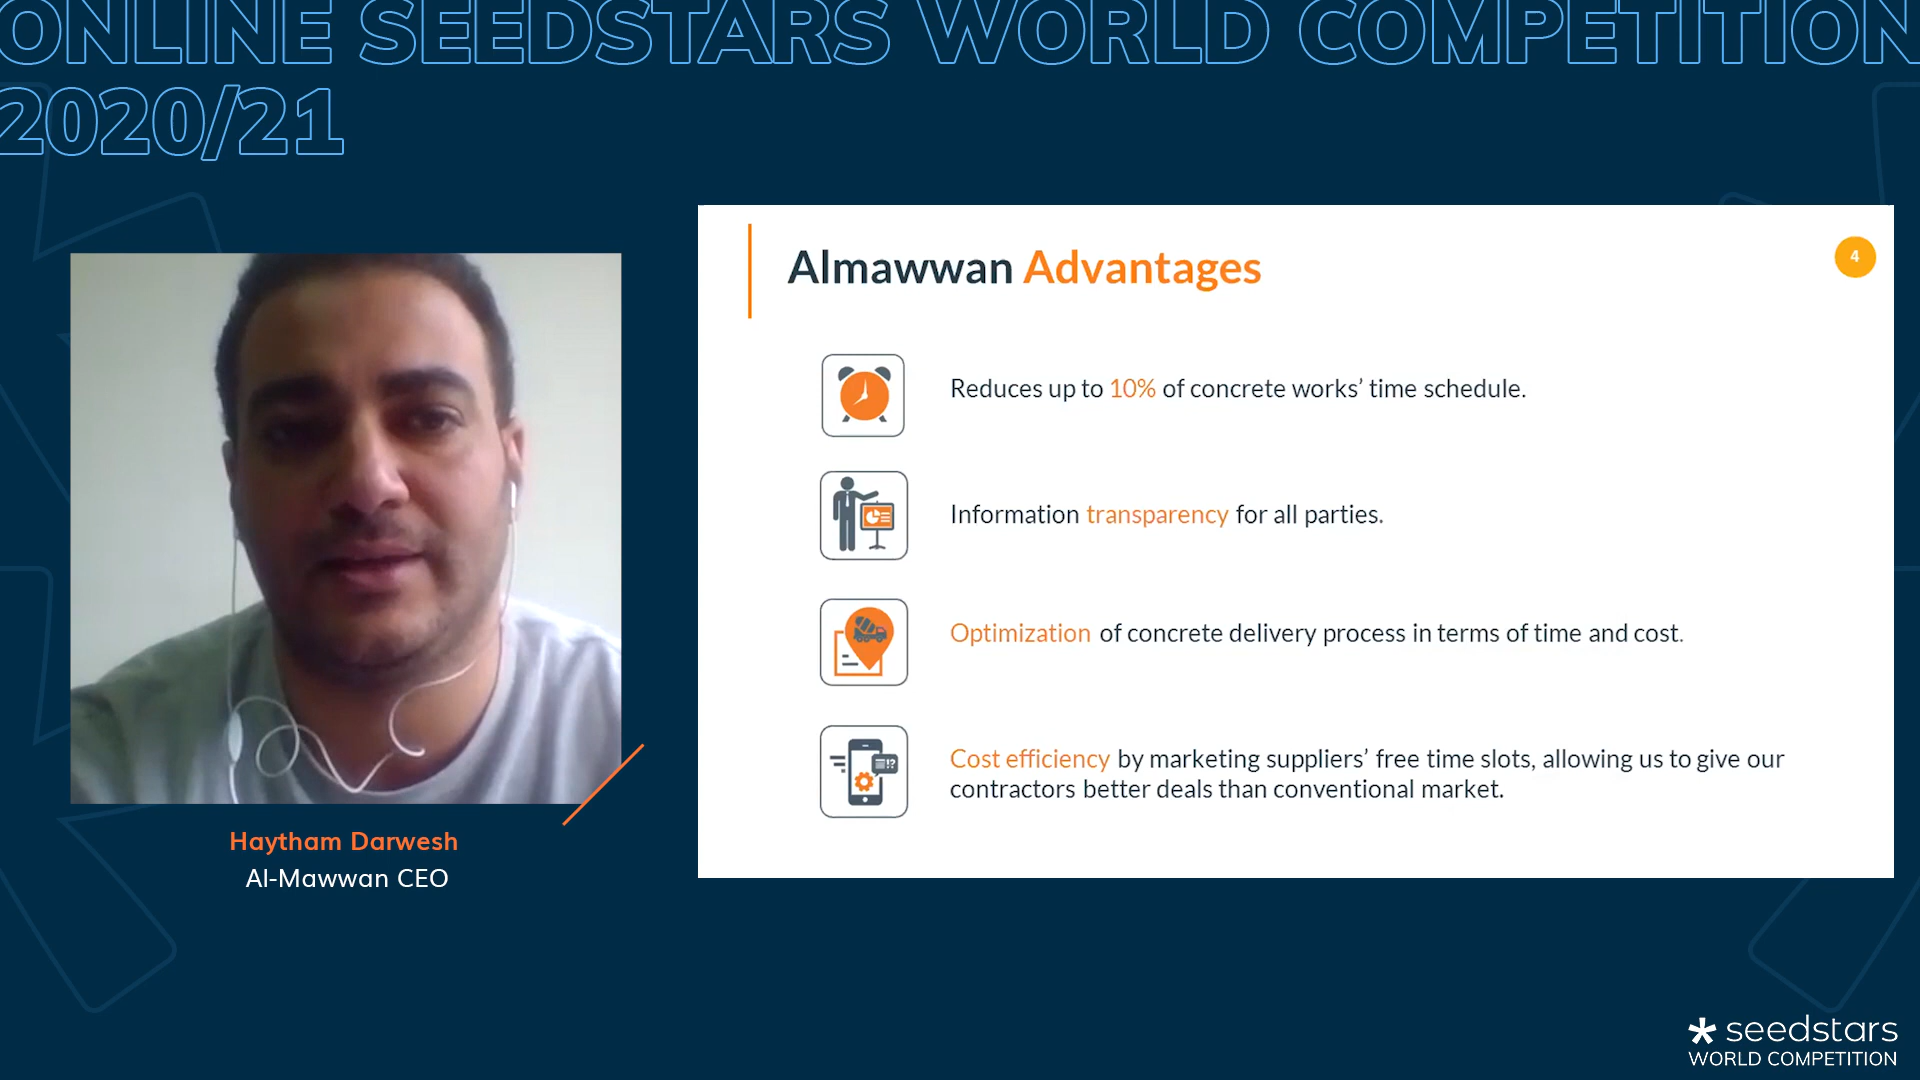 ONLINE SEEDSTARS WORLD COMPETITION
2020/21
Almawwan Advantages
4
Reduces up to 10% of concrete works’ time schedule.
Information transparency for all parties.
Optimization of concrete delivery process in terms of time and cost.
Cost efficiency by marketing suppliers’ free time slots, allowing us to give our
contractors better deals than conventional market.
Haytham Darwesh
Al-Mawwan CEO
seedstars
WORLD COMPETITION